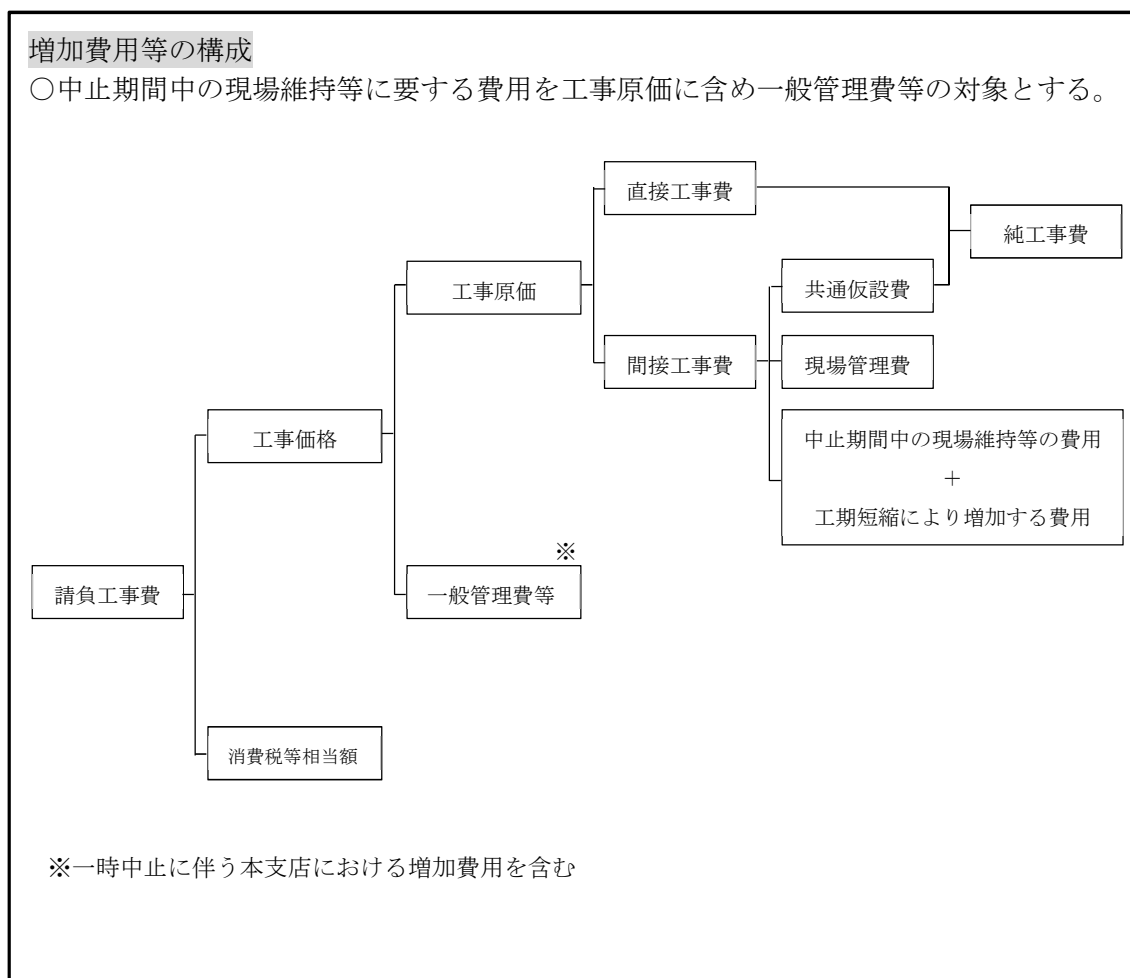 増加費用等の構成
○中止期間中の現場維持等に要する費用を工事原価に含め一般管理費等の対象とする。
直接工事費
純工事費
工事原価
共通仮設費
間接工事費
現場管理費
工事価格
中止期間中の現場維持等の費用
＋
工期短縮により増加する費用
※
請負工事費
一般管理費等
消費税等相当額
※一時中止に伴う本支店における増加費用を含む